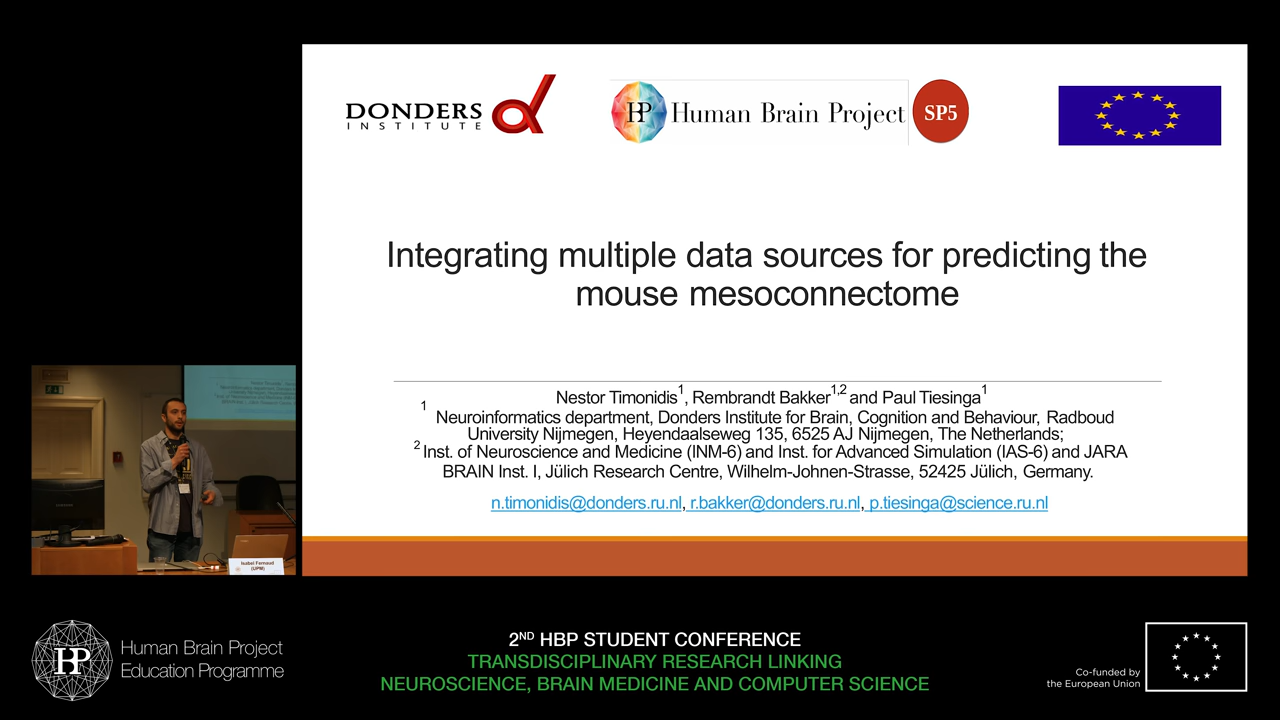 DONDERS
INSTITUTE
HP Human Brain Project
SP5
Integrating multiple data sources for predicting the
mouse mesoconnectome
Nestor Timonidis1, Rembrandt Bakker1,2 and Paul Tiesinga1
1 Neuroinformatics department, Donders Institute for Brain, Cognition and Behaviour, Radboud
University Nijmegen, Heyendaalseweg 135, 6525 AJ Nijmegen, The Netherlands;
2 Inst. of Neuroscience and Medicine (INM-6) and Inst. for Advanced Simulation (IAS-6) and JARA
BRAIN Inst. I, Jülich Research Centre, Wilhelm-Johnen-Strasse, 52425 Jülich, Germany.
n.timonidis@donders.ru.nl, r.bakker@donders.ru.nl, p.tiesinga@science.ru.nl
Isabel Fernaud
(UPM)
HP
Human Brain Project
Education Programme
2ND HBP STUDENT CONFERENCE
TRANSDISCIPLINARY RESEARCH LINKING
NEUROSCIENCE, BRAIN MEDICINE AND COMPUTER SCIENCE
Co-funded by
the European Union